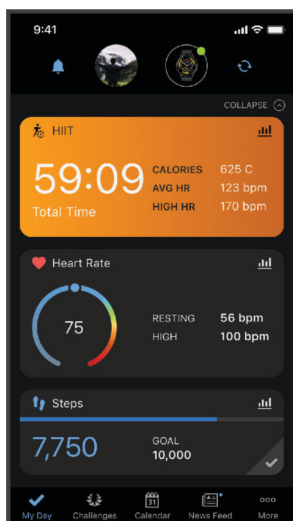 9:41
COLLAPSE
HIIT
59:09
Total Time
CALORIES 625 C
AVG HR 123 bpm
HIGH HR 170 bpm
Heart Rate
75
RESTING 56 bpm
HIGH 100 bpm
Steps
7,750
GOAL
10,000
31
My Day Challenges Calendar News Feed More